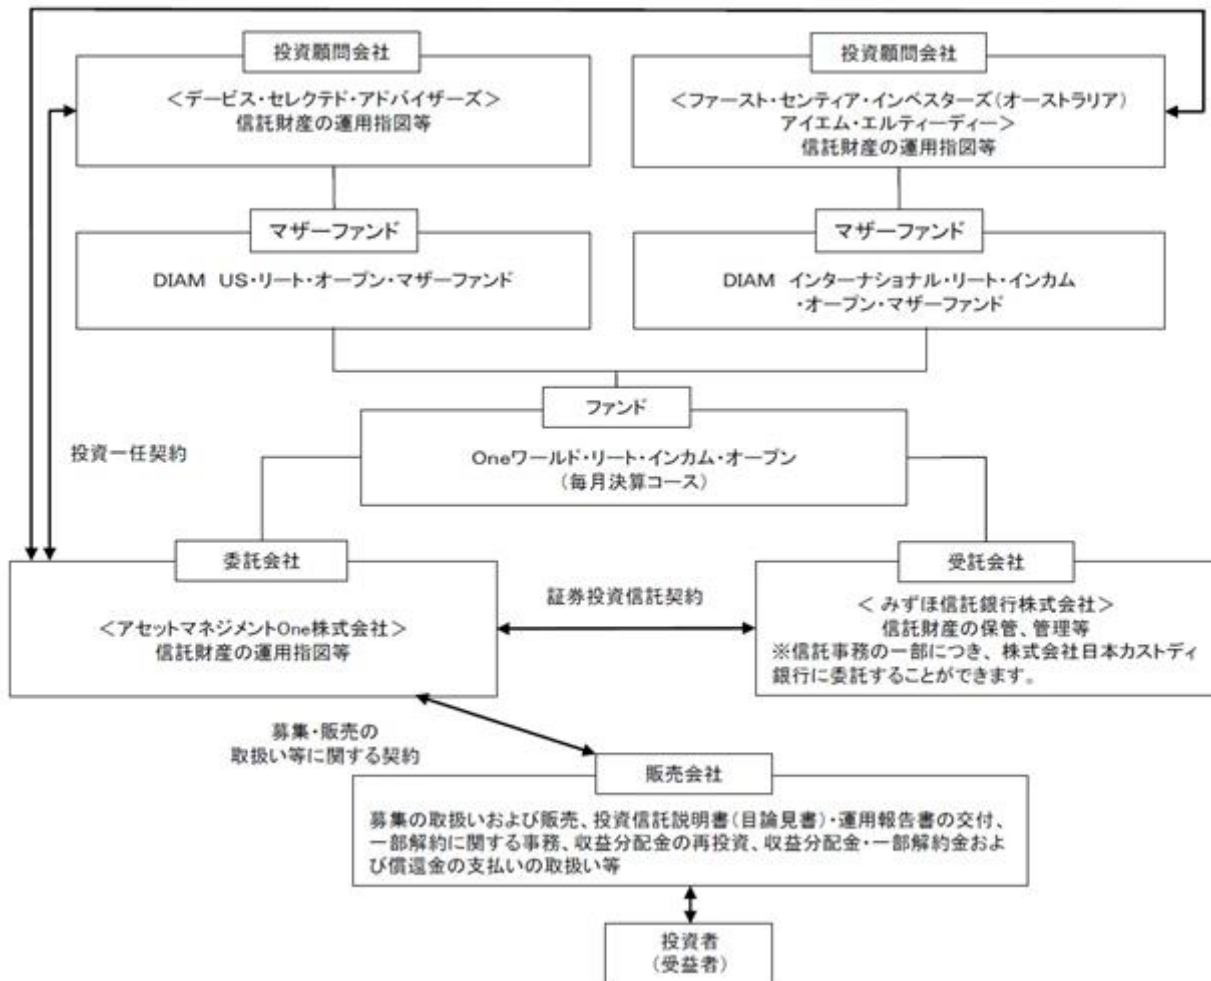 投資顧問会社
＜デービス・セレクテド・アドバイザーズ＞
信託財産の運用指図等
投資顧問会社
＜ファースト・センティア・インベスターズ（オーストラリア）
アイエム・エルティーディー＞
信託財産の運用指図等
マザーファンド
DIAM　US・リート・オープン・マザーファンド
マザーファンド
DIAM　インターナショナル・リート・インカム
・オープン・マザーファンド
ファンド
Oneワールド・リート・インカム・オープン
（毎月決算コース）
投資一任契約
委託会社
＜アセットマネジメントOne株式会社＞
信託財産の運用指図等
証券投資信託契約
受託会社
＜ みずほ信託銀行株式会社＞
信託財産の保管、管理等
※信託事務の一部につき、株式会社日本カストディ
銀行に委託することができます。
募集・販売の
取扱い等に関する契約
販売会社
募集の取扱いおよび販売、投資信託説明書（目論見書）・運用報告書の交付、
一部解約に関する事務、収益分配金の再投資、収益分配金・一部解約金およ
び償還金の支払いの取扱い等
投資者
（受益者）